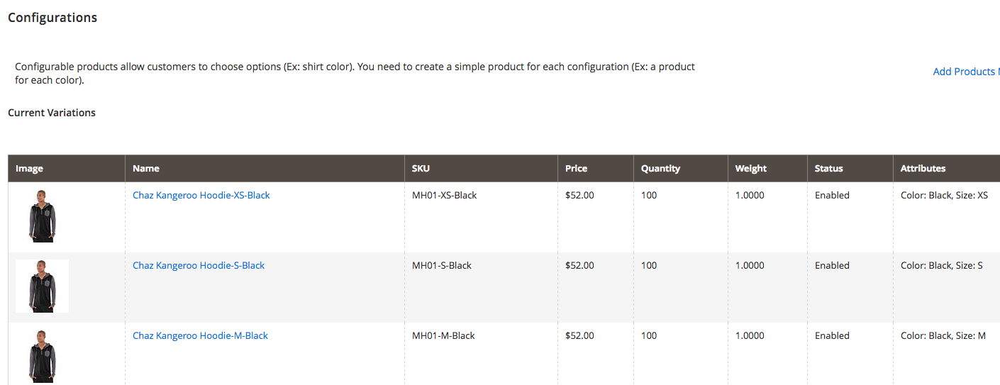 Configurations
Configurable products allow customers to choose options (Ex: shirt color). You need to create a simple product for each configuration (Ex: a product
for each color).
Add Products
Current Variations
Image Name SKU Price Quantity Weight Status Attributes
Chaz Kangeroo Hoodie-XS-Black MH01-XS-Black $52.00 100 1.0000 Enabled Color: Black, Size: XS
Chaz Kangeroo Hoodie-S-Black MH01-S-Black $52.00 100 1.0000 Enabled Color: Black, Size: S
Chaz Kangeroo Hoodie-M-Black MH01-M-Black $52.00 100 1.0000 Enabled Color: Black, Size: M